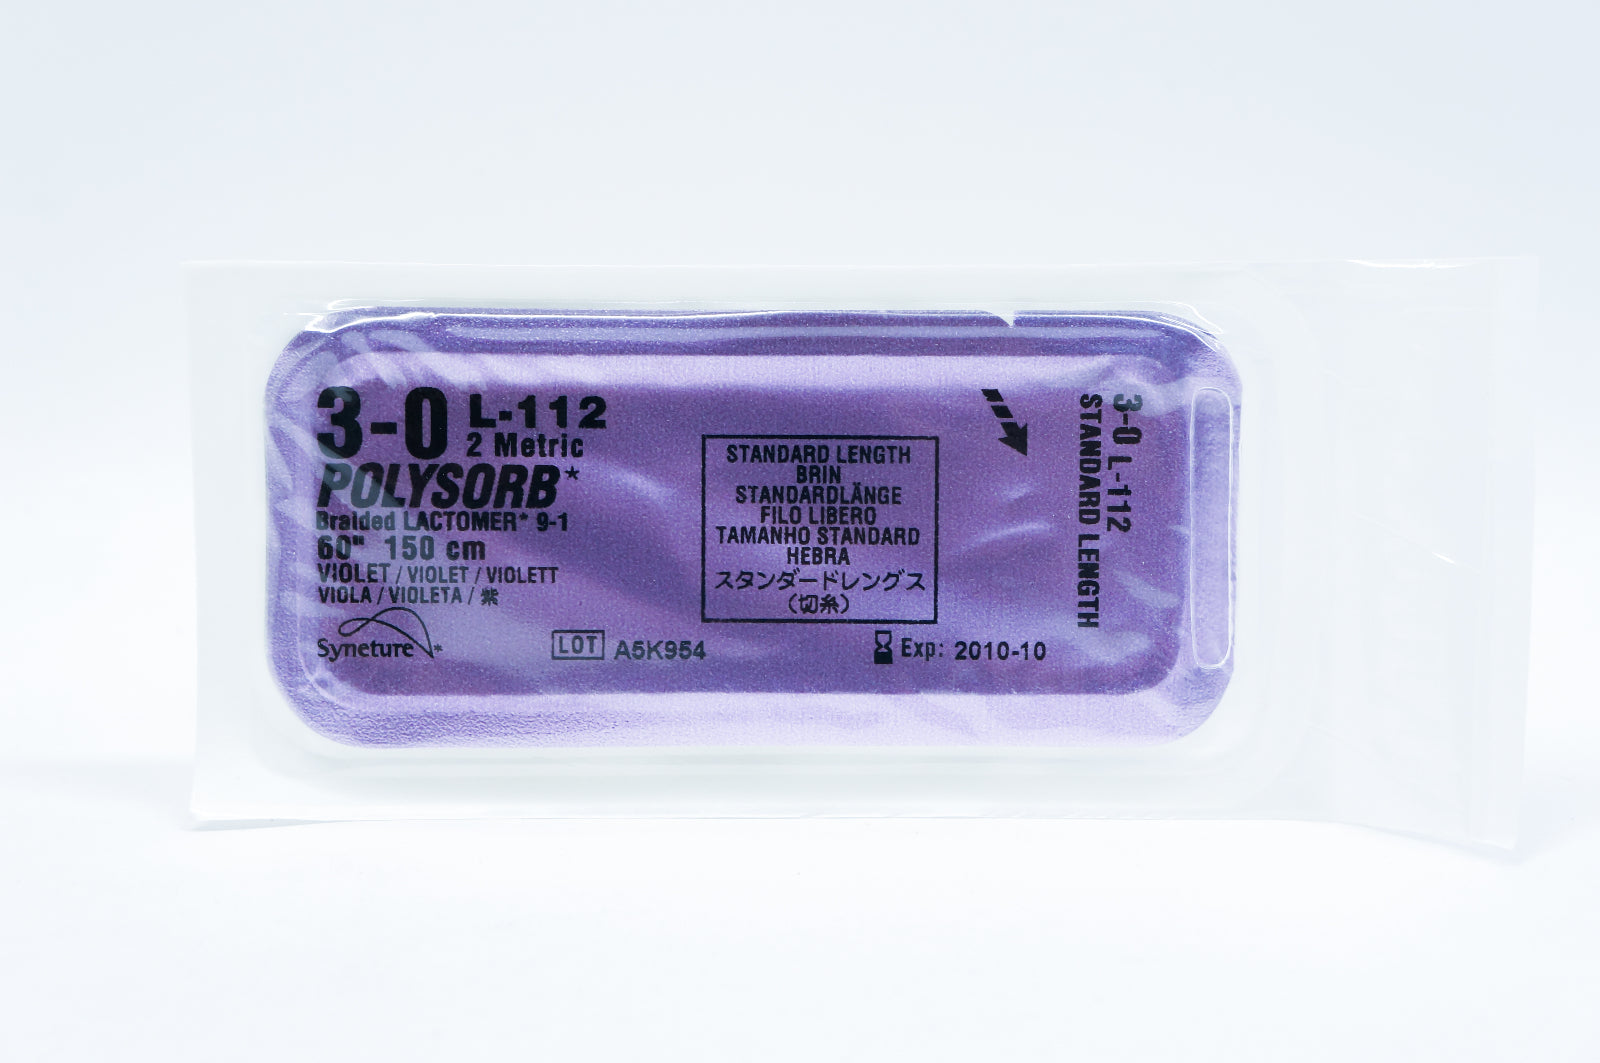 3-0 L-112
2 Metric
POLYSORB*
Braided LACTOMER* 9-1
60" 150 cm
VIOLET / VIOLET / VIOLETT
VIOLA / VIOLETA / 紫
Syneture*
LOT A5K954
STANDARD LENGTH
BRIN
STANDARDLÄNGE
FILO LIBERO
TAMANHO STANDARD
HEBRA
スタンダードレングス
(切糸)
Exp: 2010-10
3-0 L-112
STANDARD LENGTH